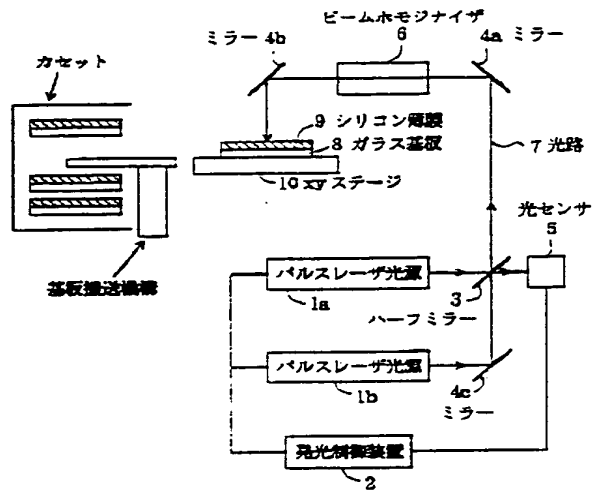 ビームホモジナイザ
6
ミラー 4b
4a ミラー
カセット
9 シリコン薄膜
8 ガラス基板
10 xyステージ
7 光路
光センサ
5
基板搬送機構
パルスレーザ光源
1a
3
ハーフミラー
パルスレーザ光源
1b
4c
ミラー
発光制御装置
2